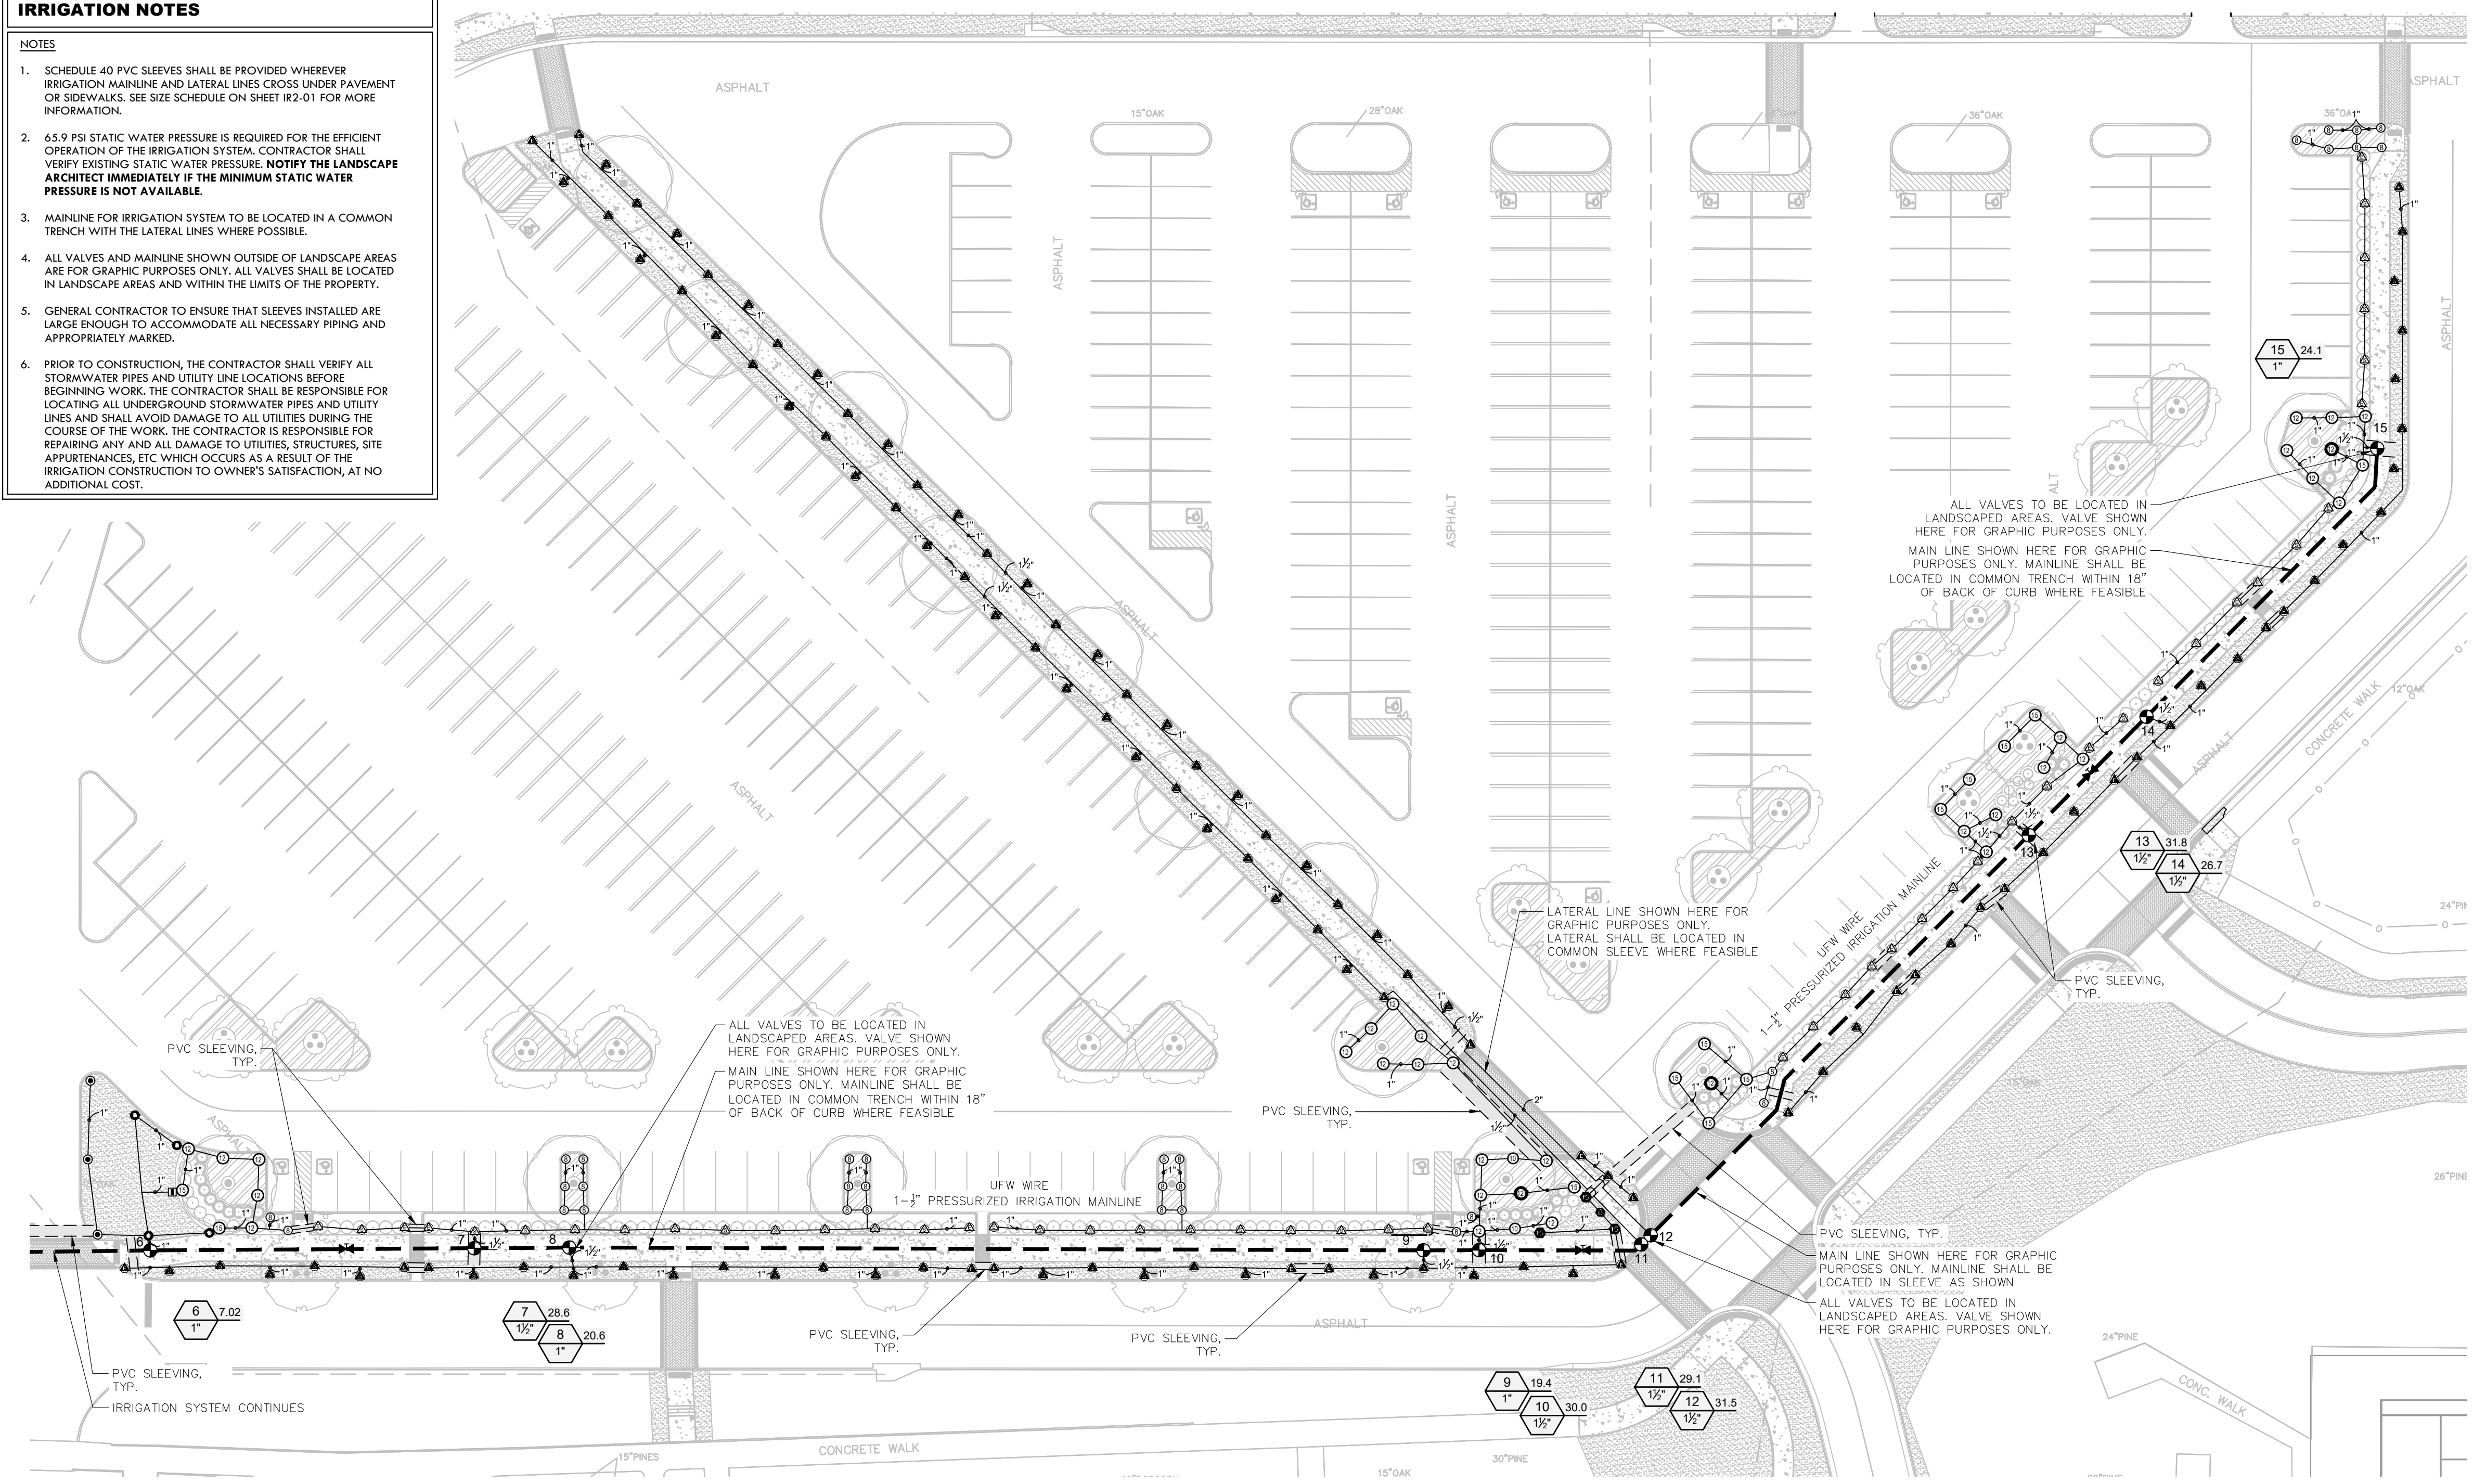 IRRIGATION NOTES
NOTES
1. SCHEDULE 40 PVC SLEEVES SHALL BE PROVIDED WHEREVER
IRRIGATION MAINLINE AND LATERAL LINES CROSS UNDER PAVEMENT
OR SIDEWALKS. SEE SIZE SCHEDULE ON SHEET IR2-01 FOR MORE
INFORMATION.
2. 65.9 PSI STATIC WATER PRESSURE IS REQUIRED FOR THE EFFICIENT
OPERATION OF THE IRRIGATION SYSTEM. CONTRACTOR SHALL
VERIFY EXISTING STATIC WATER PRESSURE. NOTIFY THE LANDSCAPE
ARCHITECT IMMEDIATELY IF THE MINIMUM STATIC WATER
PRESSURE IS NOT AVAILABLE.
3. MAINLINE FOR IRRIGATION SYSTEM TO BE LOCATED IN A COMMON
TRENCH WITH THE LATERAL LINES WHERE POSSIBLE.
4. ALL VALVES AND MAINLINE SHOWN OUTSIDE OF LANDSCAPE AREAS
ARE FOR GRAPHIC PURPOSES ONLY. ALL VALVES SHALL BE LOCATED
IN LANDSCAPE AREAS AND WITHIN THE LIMITS OF THE PROPERTY.
5. GENERAL CONTRACTOR TO ENSURE THAT SLEEVES INSTALLED ARE
LARGE ENOUGH TO ACCOMMODATE ALL NECESSARY PIPING AND
APPROPRIATELY MARKED.
6. PRIOR TO CONSTRUCTION, THE CONTRACTOR SHALL VERIFY ALL
STORMWATER PIPES AND UTILITY LINE LOCATIONS BEFORE
BEGINNING WORK. THE CONTRACTOR SHALL BE RESPONSIBLE FOR
LOCATING ALL UNDERGROUND STORMWATER PIPES AND UTILITY
LINES AND SHALL AVOID DAMAGE TO ALL UTILITIES DURING THE
COURSE OF THE WORK. THE CONTRACTOR IS RESPONSIBLE FOR
REPAIRING ANY AND ALL DAMAGE TO UTILITIES, STRUCTURES, SITE
APPURTENANCES, ETC WHICH OCCURS AS A RESULT OF THE
IRRIGATION CONSTRUCTION TO OWNER'S SATISFACTION, AT NO
ADDITIONAL COST.
ASPHALT
15"OAK
28"OAK
36"OAK
36"OAK
ASPHALT
ASPHALT
ASPHALT
ASPHALT
15 24.1
1"
15
ALL VALVES TO BE LOCATED IN
LANDSCAPED AREAS. VALVE SHOWN
HERE FOR GRAPHIC PURPOSES ONLY.
MAIN LINE SHOWN HERE FOR GRAPHIC
PURPOSES ONLY. MAINLINE SHALL BE
LOCATED IN COMMON TRENCH WITHIN 18"
OF BACK OF CURB WHERE FEASIBLE
ASPHALT
ASPHALT
12"OAK
CONCRETE WALK
ASPHALT
14
13
13 31.8
1½"
14 26.7
1½"
24"PIN
UFW WIRE
1-½" PRESSURIZED IRRIGATION MAINLINE
LATERAL LINE SHOWN HERE FOR
GRAPHIC PURPOSES ONLY.
LATERAL SHALL BE LOCATED IN
COMMON SLEEVE WHERE FEASIBLE
PVC SLEEVING,
TYP.
PVC SLEEVING,
TYP.
ALL VALVES TO BE LOCATED IN
LANDSCAPED AREAS. VALVE SHOWN
HERE FOR GRAPHIC PURPOSES ONLY.
MAIN LINE SHOWN HERE FOR GRAPHIC
PURPOSES ONLY. MAINLINE SHALL BE
LOCATED IN COMMON TRENCH WITHIN 18"
OF BACK OF CURB WHERE FEASIBLE
PVC SLEEVING,
TYP.
ASPHALT
UFW WIRE
1-½" PRESSURIZED IRRIGATION MAINLINE
26"PINE
6
7
8
9
10
11
12
PVC SLEEVING, TYP.
MAIN LINE SHOWN HERE FOR GRAPHIC
PURPOSES ONLY. MAINLINE SHALL BE
LOCATED IN SLEEVE AS SHOWN
ALL VALVES TO BE LOCATED IN
LANDSCAPED AREAS. VALVE SHOWN
HERE FOR GRAPHIC PURPOSES ONLY.
6 7.02
1"
7 28.6
1½"
8 20.6
1"
PVC SLEEVING,
TYP.
PVC SLEEVING,
TYP.
ASPHALT
24"PINE
PVC SLEEVING,
TYP.
IRRIGATION SYSTEM CONTINUES
9 19.4
1"
10 30.0
1½"
11 29.1
1½"
12 31.5
1½"
CONC. WALK
CONCRETE WALK
15"PINES
30"PINE
15"OAK